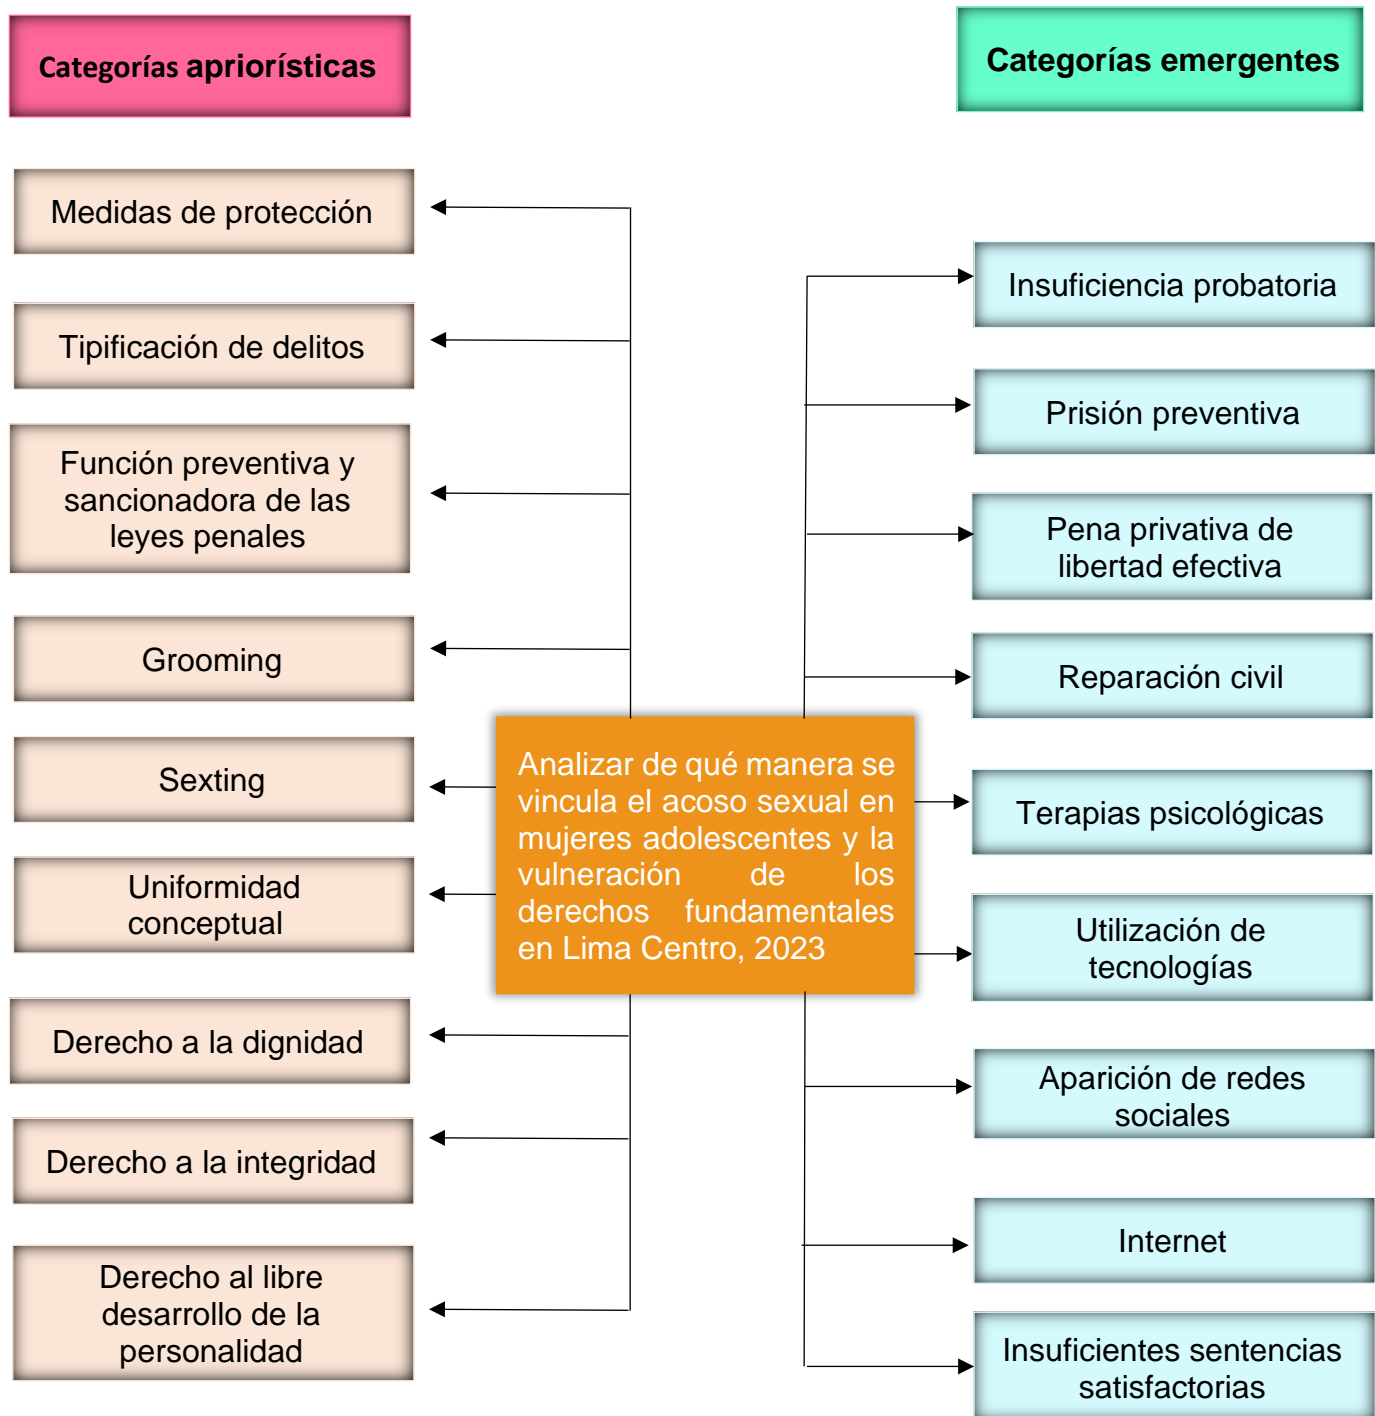 Categorías apriorísticas
Medidas de protección
Tipificación de delitos
Función preventiva y
sancionadora de las
leyes penales
Grooming
Sexting
Uniformidad
conceptual
Derecho a la dignidad
Derecho a la integridad
Derecho al libre
desarrollo de la
personalidad
Analizar de qué manera se
vincula el acoso sexual en
mujeres adolescentes y la
vulneración de los
derechos fundamentales
en Lima Centro, 2023
Categorías emergentes
Insuficiencia probatoria
Prisión preventiva
Pena privativa de
libertad efectiva
Reparación civil
Terapias psicológicas
Utilización de
tecnologías
Aparición de redes
sociales
Internet
Insuficientes sentencias
satisfactorias